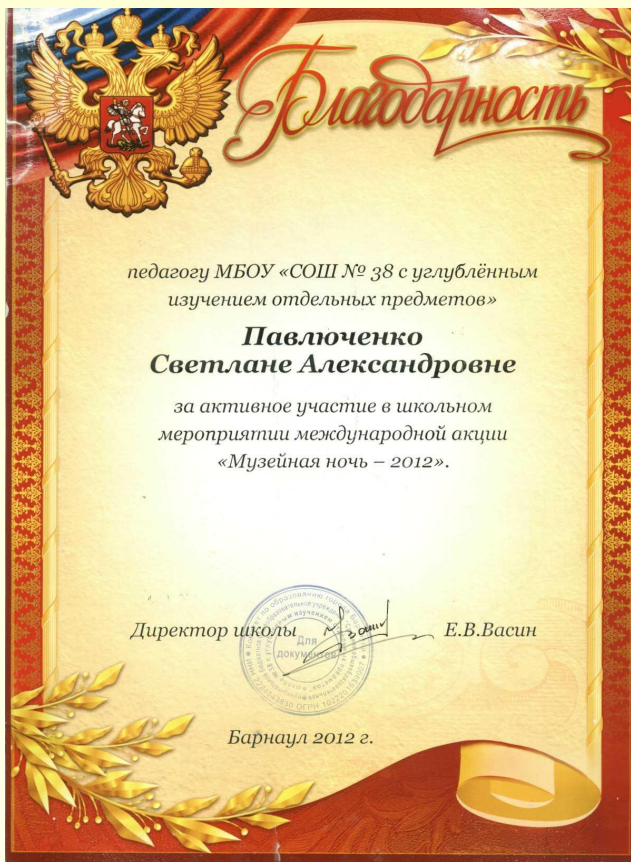 Благодарность
педагогу МБОУ «СОШ № 38 с углублённым
изучением отдельных предметов»
Павлюченко
Светлане Александровне
за активное участие в школьном
мероприятии международной акции
«Музейная ночь – 2012».
Директор школы
Е.В.Васин
Для
документов
Барнаул 2012 г.